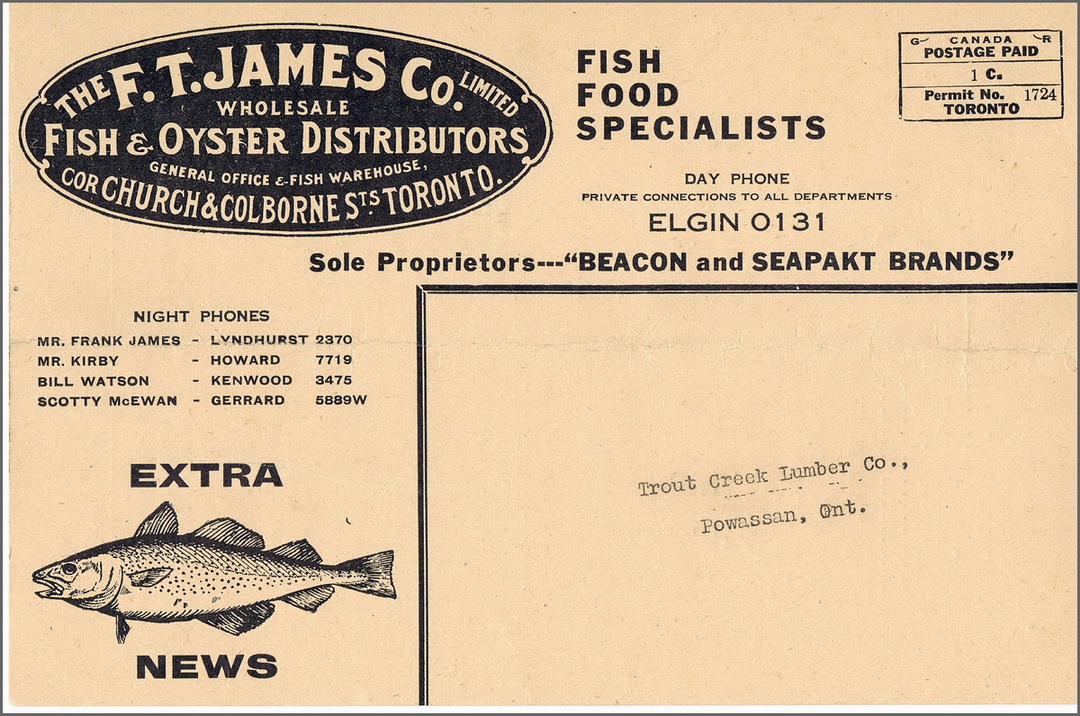 THE F. T. JAMES CO. LIMITED
WHOLESALE
FISH & OYSTER DISTRIBUTORS
GENERAL OFFICE & FISH WAREHOUSE,
COR CHURCH & COLBORNE STS TORONTO.
FISH
FOOD
SPECIALISTS
DAY PHONE
PRIVATE CONNECTIONS TO ALL DEPARTMENTS
ELGIN 0131
G CANADA R
POSTAGE PAID
1 C.
Permit No. 1724
TORONTO
Sole Proprietors---"BEACON and SEAPAKT BRANDS"
NIGHT PHONES
MR. FRANK JAMES - LYNDHURST 2370
MR. KIRBY - HOWARD 7719
BILL WATSON - KENWOOD 3475
SCOTTY McEWAN - GERRARD 5889W
EXTRA
NEWS
Trout Creek Lumber Co.,
Powassan, Ont.